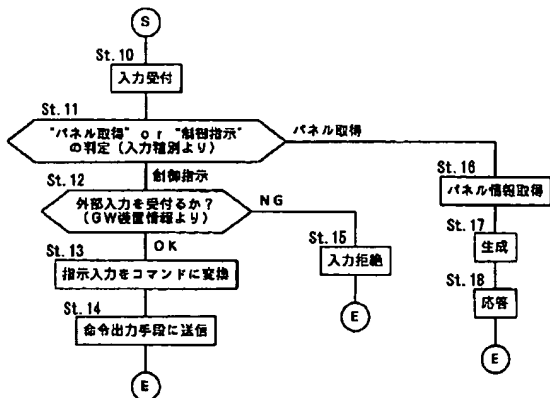 S
St.10
入力受付
St.11
"パネル取得" or "制御指示"
の判定(入力種別より)
パネル取得
制御指示
St.12
外部入力を受付るか?
(GW装置情報より)
NG
OK
St.13
指示入力をコマンドに変換
St.14
命令出力手段に送信
E
St.15
入力拒絶
E
St.16
パネル情報取得
St.17
生成
St.18
応答
E